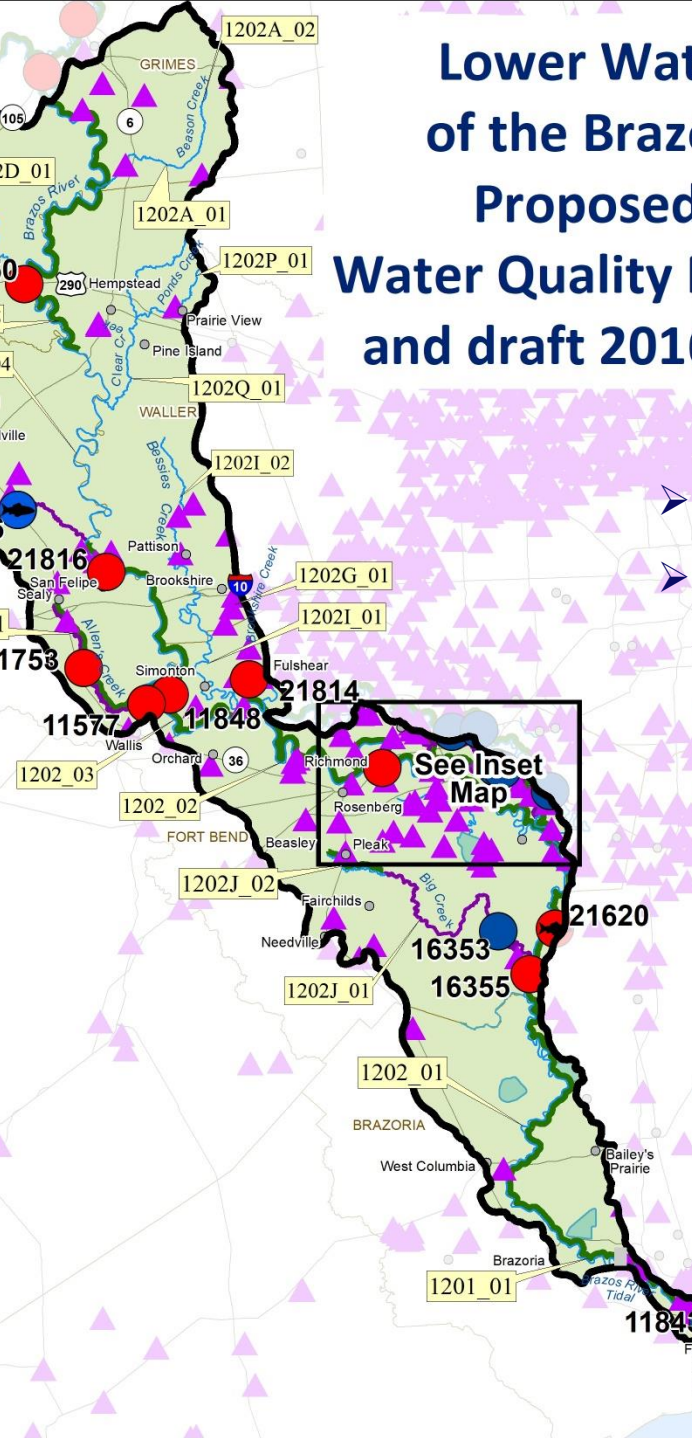 Lower Wat
of the Brazo
Proposed
Water Quality
and draft 201
1202A_02
GRIMES
105
6
Beason Creek
2D_01
Brazos River
1202A_01
1202P_01
290
Hempstead
Ponds Creek
Prairie View
Pine Island
Clear C
04
1202Q_01
WALLER
ville
Bessies Creek
1202I_02
21816
Pattison
San Felipe
Sealy
Brookshire
10
1202G_01
1202I_01
Allen's Creek
1753
Simonton
Fulshear
21814
11577
11848
Wallis
Orchard
36
1202_03
Richmond
See Inset
Map
1202_02
Rosenberg
FORT BEND
Beasley
Pleak
1202J_02
Big Creek
Fairchilds
21620
Needville
16353
16355
1202J_01
1202_01
BRAZORIA
West Columbia
Bailey's
Prairie
Brazoria
1201_01
Brazos River
Tidal
1184
F